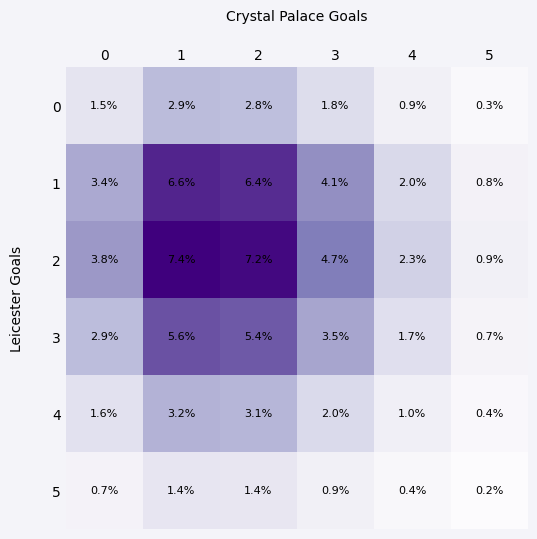 Crystal Palace Goals
0 1 2 3 4 5
Leicester Goals
0 1.5% 2.9% 2.8% 1.8% 0.9% 0.3%
1 3.4% 6.6% 6.4% 4.1% 2.0% 0.8%
2 3.8% 7.4% 7.2% 4.7% 2.3% 0.9%
3 2.9% 5.6% 5.4% 3.5% 1.7% 0.7%
4 1.6% 3.2% 3.1% 2.0% 1.0% 0.4%
5 0.7% 1.4% 1.4% 0.9% 0.4% 0.2%